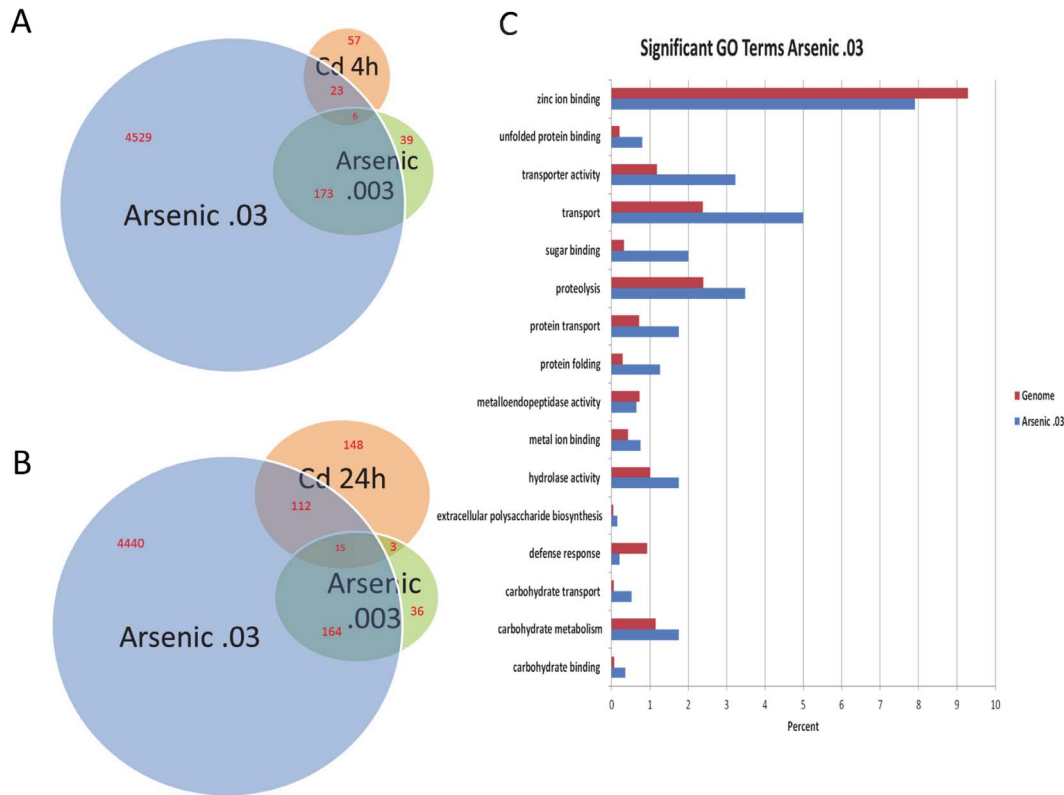 A
57
Cd 4h
23
6
4529
39
Arsenic
.003
173
Arsenic .03
B
148
Cd 24h
112
4440
15
3
Arsenic
.003
36
164
Arsenic .03
C
Significant GO Terms Arsenic .03
zinc ion binding
unfolded protein binding
transporter activity
transport
sugar binding
proteolysis
protein transport
protein folding
metalloendopeptidase activity
metal ion binding
hydrolase activity
extracellular polysaccharide biosynthesis
defense response
carbohydrate transport
carbohydrate metabolism
carbohydrate binding
0 1 2 3 4 5 6 7 8 9 10
Percent
Genome
Arsenic .03